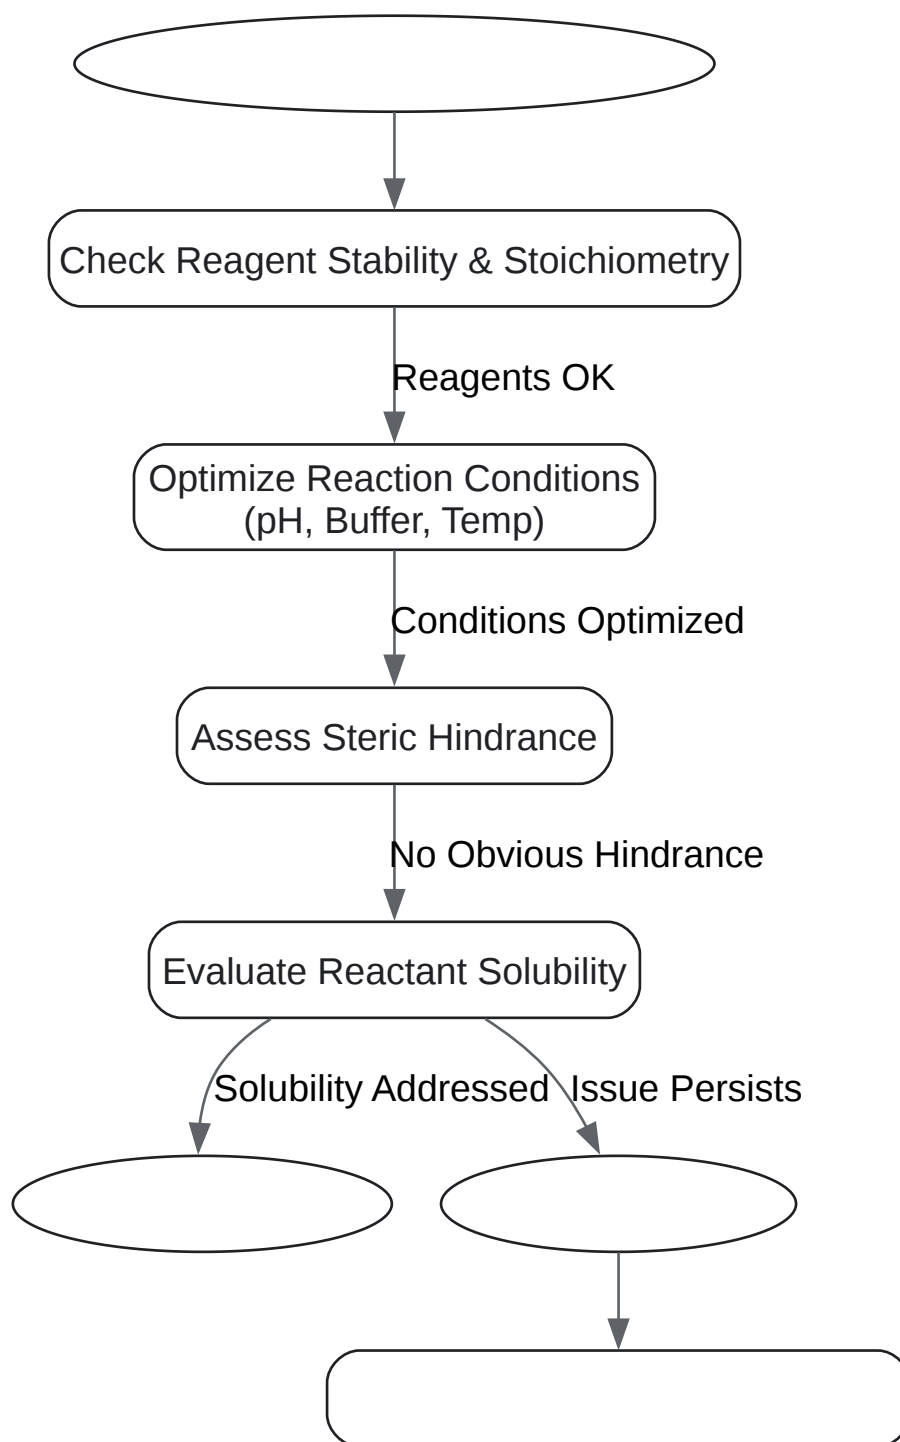 Check Reagent Stability & Stoichiometry
Reagents OK
Optimize Reaction Conditions
(pH, Buffer, Temp)
Conditions Optimized
Assess Steric Hindrance
No Obvious Hindrance
Evaluate Reactant Solubility
Solubility Addressed
Issue Persists